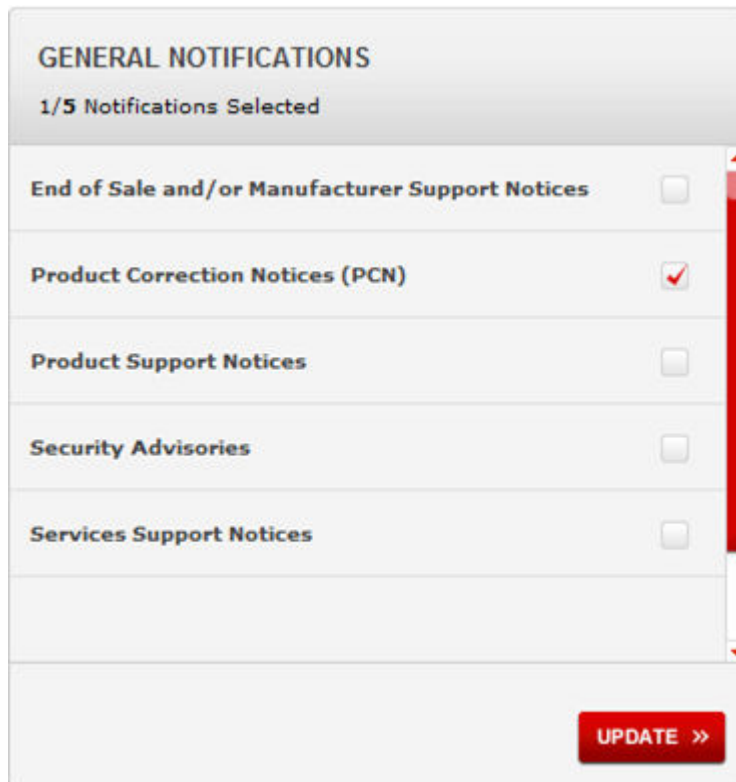 GENERAL NOTIFICATIONS
1/5 Notifications Selected
End of Sale and/or Manufacturer Support Notices
Product Correction Notices (PCN)
Product Support Notices
Security Advisories
Services Support Notices
UPDATE »